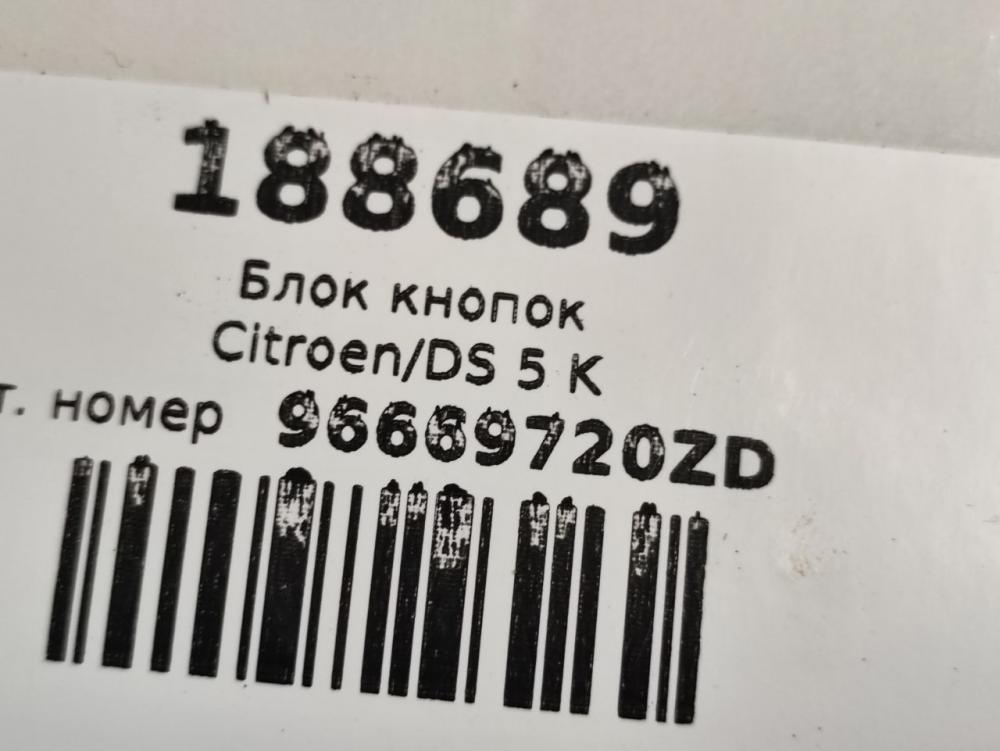 188689
Блок кнопок
Citroen/DS 5 K
т. номер 96669720ZD